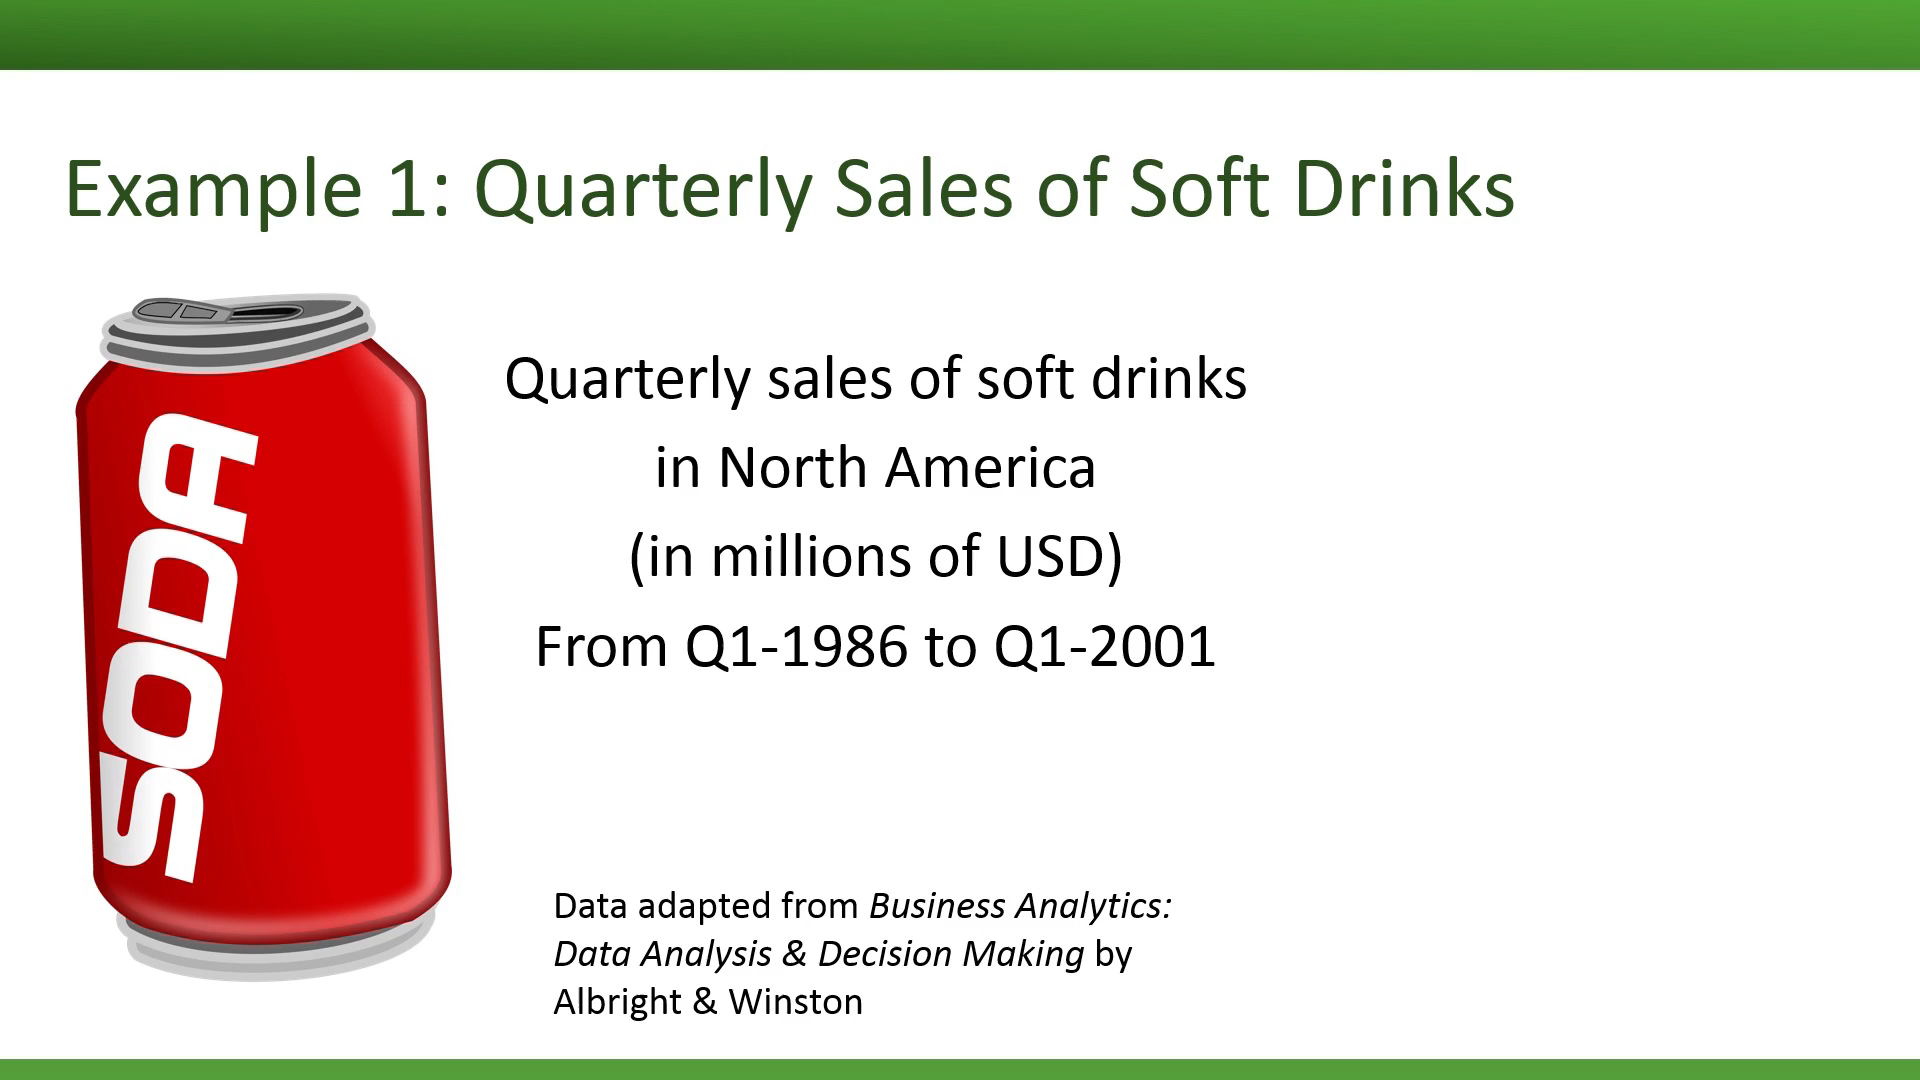 Example 1: Quarterly Sales of Soft Drinks
SODA
Quarterly sales of soft drinks
in North America
(in millions of USD)
From Q1-1986 to Q1-2001
Data adapted from Business Analytics:
Data Analysis & Decision Making by
Albright & Winston